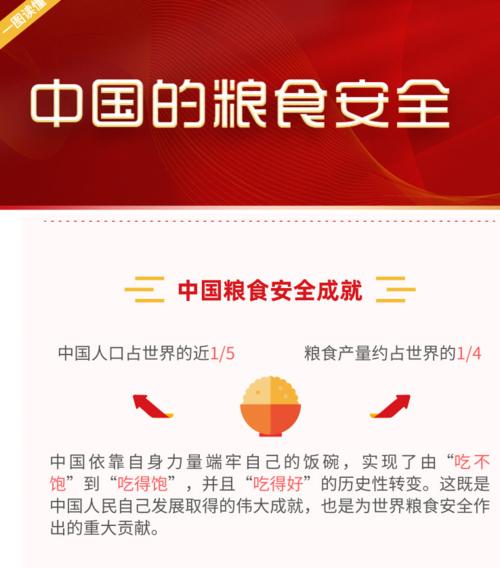 一图读懂
中国的粮食安全
中国粮食安全成就
中国人口占世界的近1/5
粮食产量约占世界的1/4
中国依靠自身力量端牢自己的饭碗，实现了由“吃不
饱”到“吃得饱”，并且“吃得好”的历史性转变。这既是
中国人民自己发展取得的伟大成就，也是为世界粮食安全作
出的重大贡献。